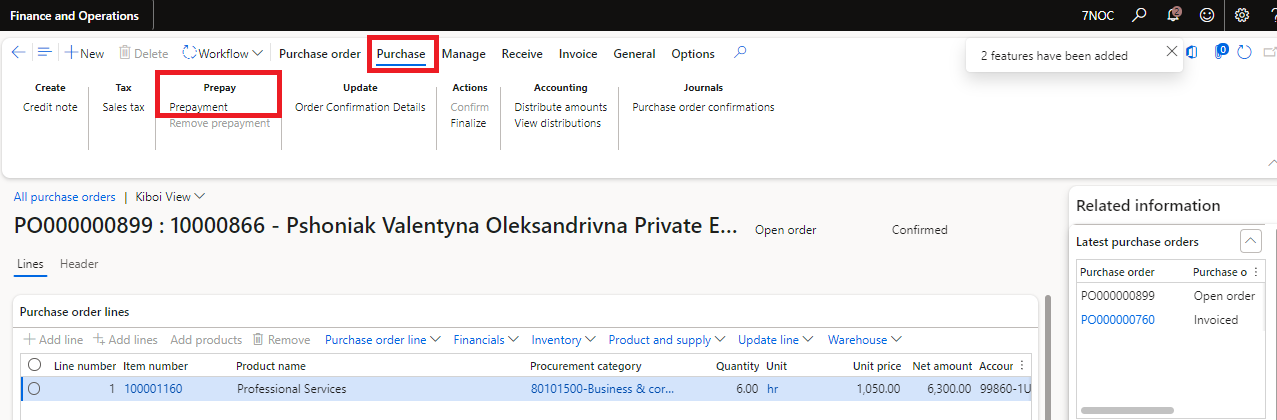 Finance and Operations 7NOC 2 ?
New Delete Workflow Purchase order Purchase Manage Receive Invoice General Options 0
2 features have been added
Create Tax Prepay Update Actions Accounting Journals
Credit note Sales tax Prepayment Order Confirmation Details Confirm Distribute amounts Purchase order confirmations
Remove prepayment Finalize View distributions
All purchase orders | Kiboi View
PO000000899 : 10000866 - Pshoniak Valentyna Oleksandrivna Private E... Open order Confirmed
Lines Header
Purchase order lines
Add line Add lines Add products Remove Purchase order line Financials Inventory Product and supply Update line Warehouse
Line number Item number Product name Procurement category Quantity Unit Unit price Net amount Accour
1 100001160 Professional Services 80101500-Business & cor... 6.00 hr 1,050.00 6,300.00 99860-1U
Related information
Latest purchase orders
Purchase order Purchase o
PO000000899 Open order
PO000000760 Invoiced